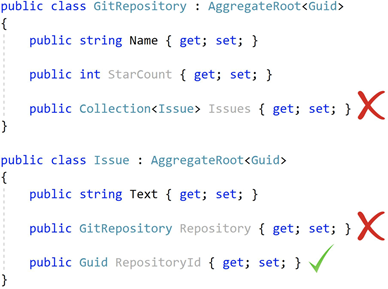 public class GitRepository : AggregateRoot<Guid>
{
public string Name { get; set; }
public int StarCount { get; set; }
public Collection<Issue> Issues { get; set; }
}
public class Issue : AggregateRoot<Guid>
{
public string Text { get; set; }
public GitRepository Repository { get; set; }
public Guid RepositoryId { get; set; }
}